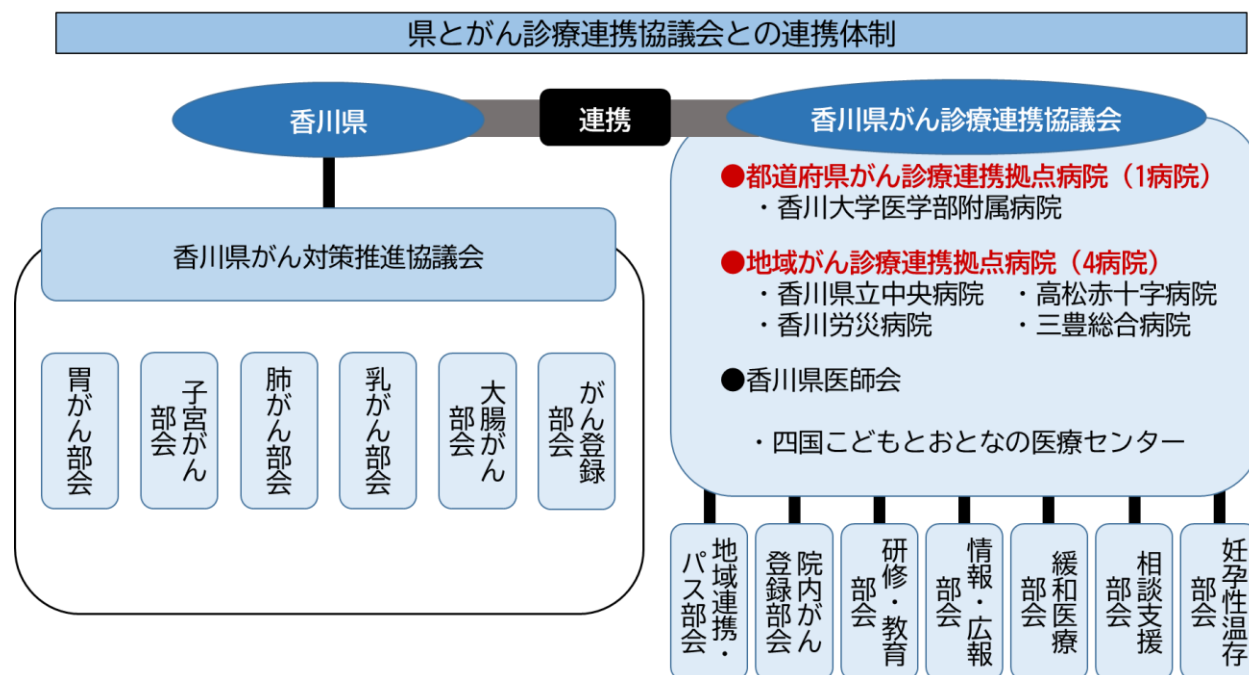 県とがん診療連携協議会との連携体制
香川県
連携
香川県がん診療連携協議会
香川県がん対策推進協議会
胃がん部会
子宮がん
部会
肺がん部会
乳がん部会
大腸がん
部会
がん登録
部会
●都道府県がん診療連携拠点病院（1病院）
・香川大学医学部附属病院
●地域がん診療連携拠点病院（4病院）
・香川県立中央病院　・高松赤十字病院
・香川労災病院　・三豊総合病院
●香川県医師会
・四国こどもとおとなの医療センター
地域連携・
パス部会
院内がん
登録部会
研修・教育
部会
情報・広報
部会
緩和医療
部会
相談支援
部会
妊孕性温存
部会